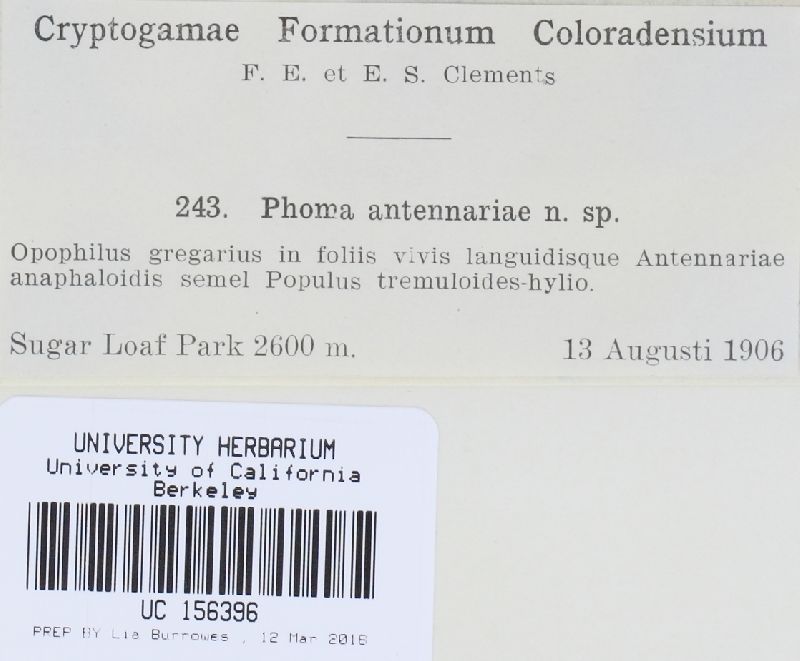 Cryptogamae Formationum Coloradensium
F. E. et E. S. Clements
243. Phoma antennariae n. sp.
Opophilus gregarius in foliis vivis languidisque Antennariae
anaphaloidis semel Populus tremuloides-hylio.
Sugar Loaf Park 2600 m. 13 Augusti 1906
UNIVERSITY HERBARIUM
University of California
Berkeley
UC 156396
PREP BY Lia Burrowes , 12 Mar 2016